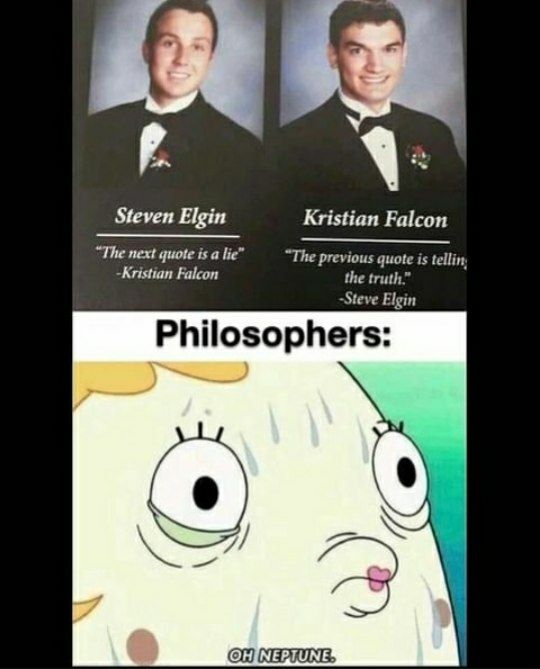 Steven Elgin
Kristian Falcon
"The next quote is a lie"
-Kristian Falcon
"The previous quote is telling
the truth."
-Steve Elgin
Philosophers:
OH NEPTUNE.